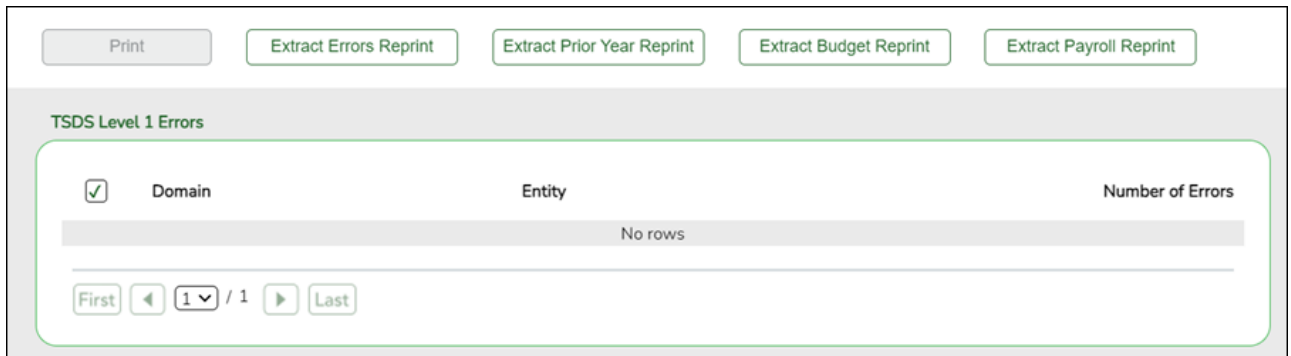 Print Extract Errors Reprint Extract Prior Year Reprint Extract Budget Reprint Extract Payroll Reprint
TSDS Level 1 Errors
Domain Entity Number of Errors
No rows
First 1 / 1 Last